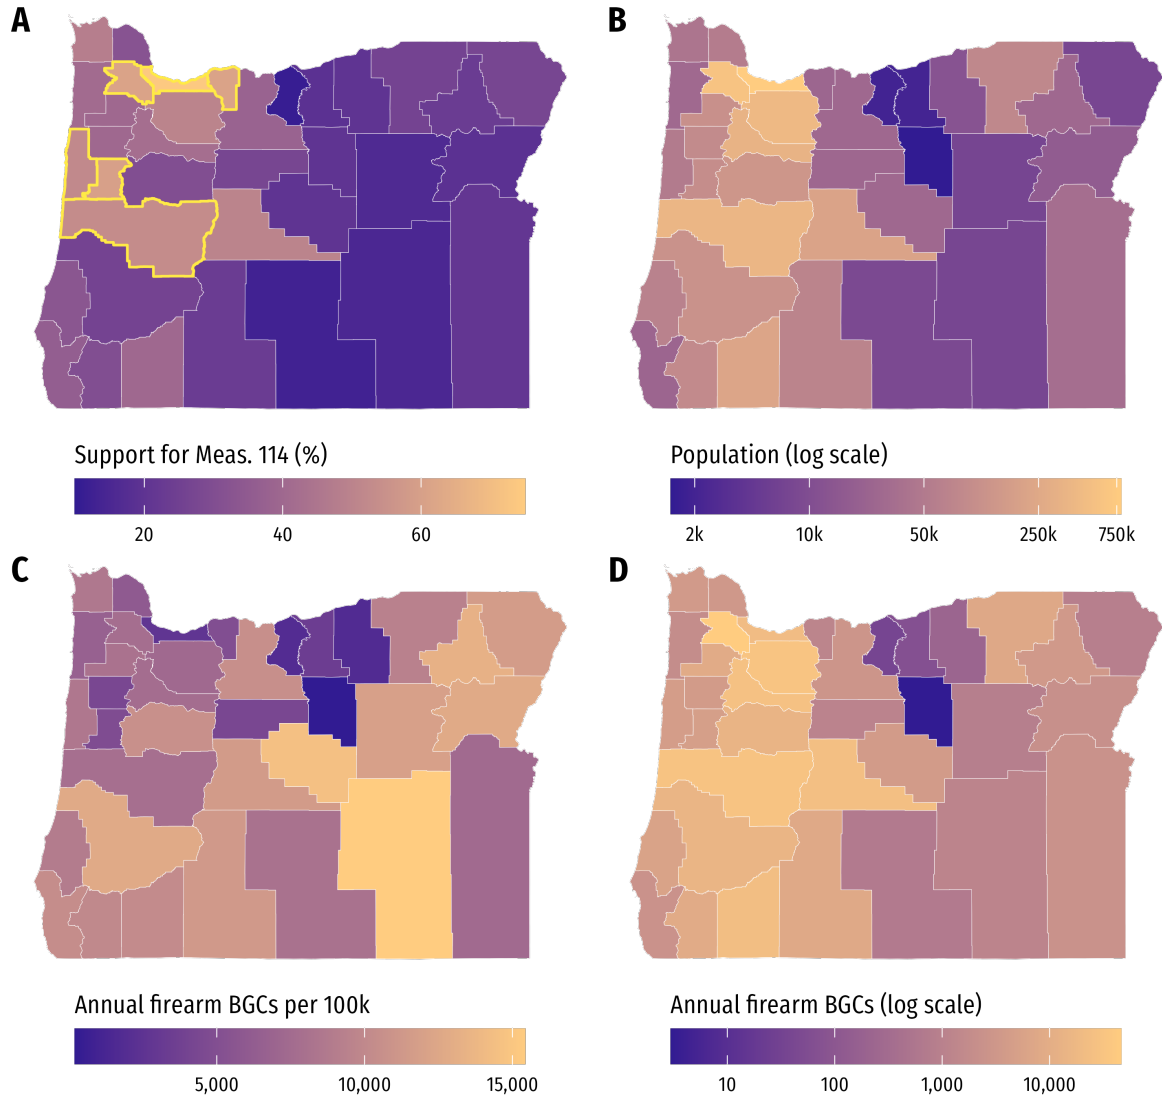 A
B
Support for Meas. 114 (%)
20 40 60
Population (log scale)
2k 10k 50k 250k 750k
C
D
Annual firearm BGCs per 100k
5,000 10,000 15,000
Annual firearm BGCs (log scale)
10 100 1,000 10,000